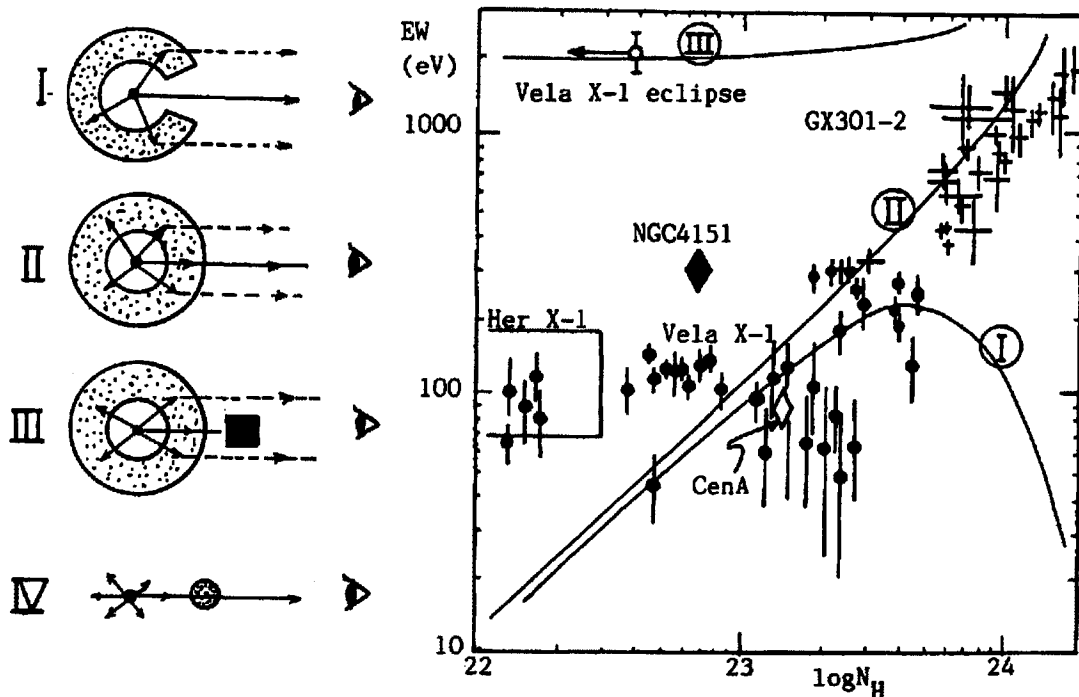 I
II
III
IV
EW
(eV)
1000
100
10
22
23
24
logN_H
III
Vela X-1 eclipse
GX301-2
II
NGC4151
Her X-1
Vela X-1
I
CenA